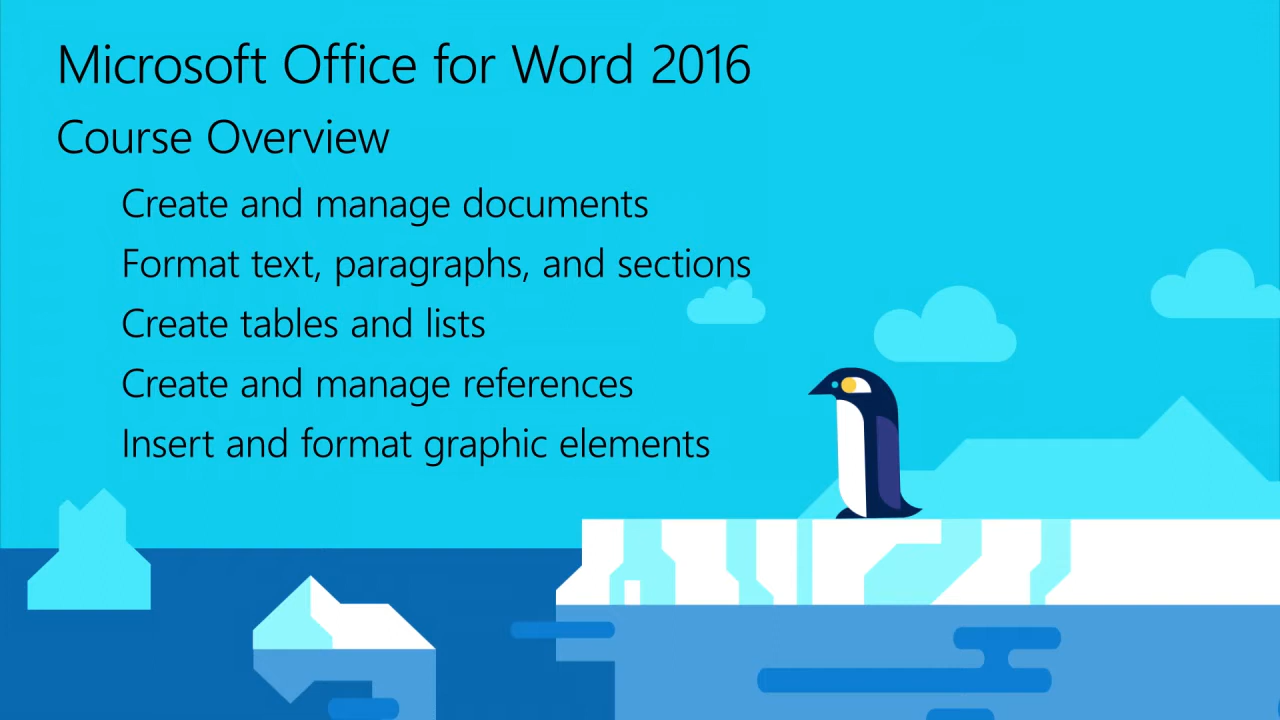 Microsoft Office for Word 2016
Course Overview
Create and manage documents
Format text, paragraphs, and sections
Create tables and lists
Create and manage references
Insert and format graphic elements